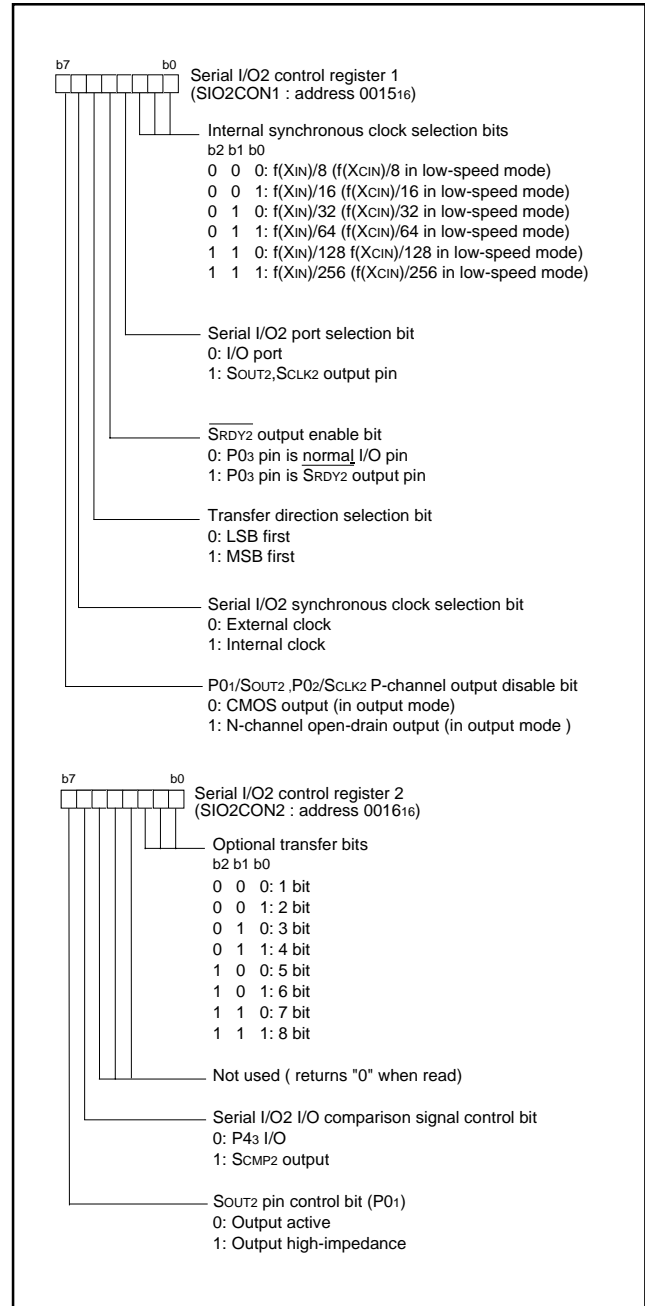 b7 b0
Serial I/O2 control register 1
(SIO2CON1 : address 001516)
Internal synchronous clock selection bits
b2 b1 b0
0 0 0: f(XIN)/8 (f(XCIN)/8 in low-speed mode)
0 0 1: f(XIN)/16 (f(XCIN)/16 in low-speed mode)
0 1 0: f(XIN)/32 (f(XCIN)/32 in low-speed mode)
0 1 1: f(XIN)/64 (f(XCIN)/64 in low-speed mode)
1 1 0: f(XIN)/128 f(XCIN)/128 in low-speed mode)
1 1 1: f(XIN)/256 (f(XCIN)/256 in low-speed mode)
Serial I/O2 port selection bit
0: I/O port
1: SOUT2,SCLK2 output pin
SRDY2 output enable bit
0: P03 pin is normal I/O pin
1: P03 pin is SRDY2 output pin
Transfer direction selection bit
0: LSB first
1: MSB first
Serial I/O2 synchronous clock selection bit
0: External clock
1: Internal clock
P01/SOUT2 ,P02/SCLK2 P-channel output disable bit
0: CMOS output (in output mode)
1: N-channel open-drain output (in output mode )
b7 b0
Serial I/O2 control register 2
(SIO2CON2 : address 001616)
Optional transfer bits
b2 b1 b0
0 0 0: 1 bit
0 0 1: 2 bit
0 1 0: 3 bit
0 1 1: 4 bit
1 0 0: 5 bit
1 0 1: 6 bit
1 1 0: 7 bit
1 1 1: 8 bit
Not used ( returns "0" when read)
Serial I/O2 I/O comparison signal control bit
0: P43 I/O
1: SCMP2 output
SOUT2 pin control bit (P01)
0: Output active
1: Output high-impedance